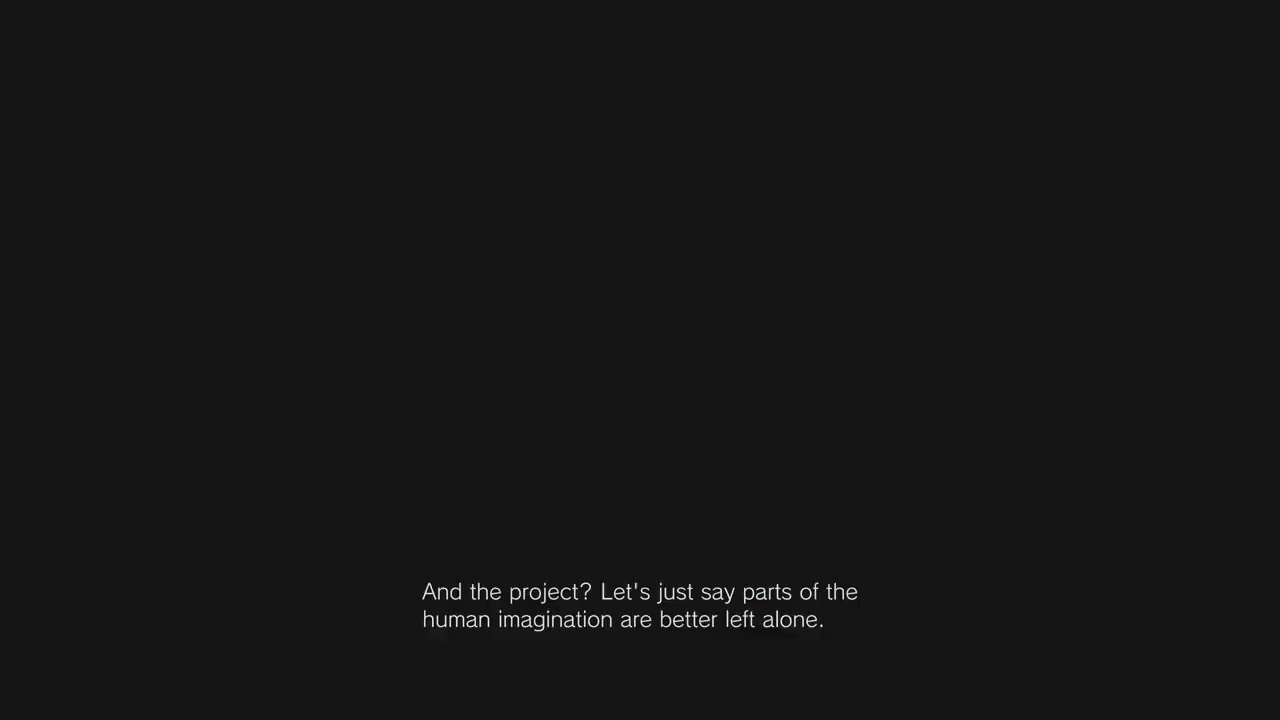 And the project? Let's just say parts of the
human imagination are better left alone.